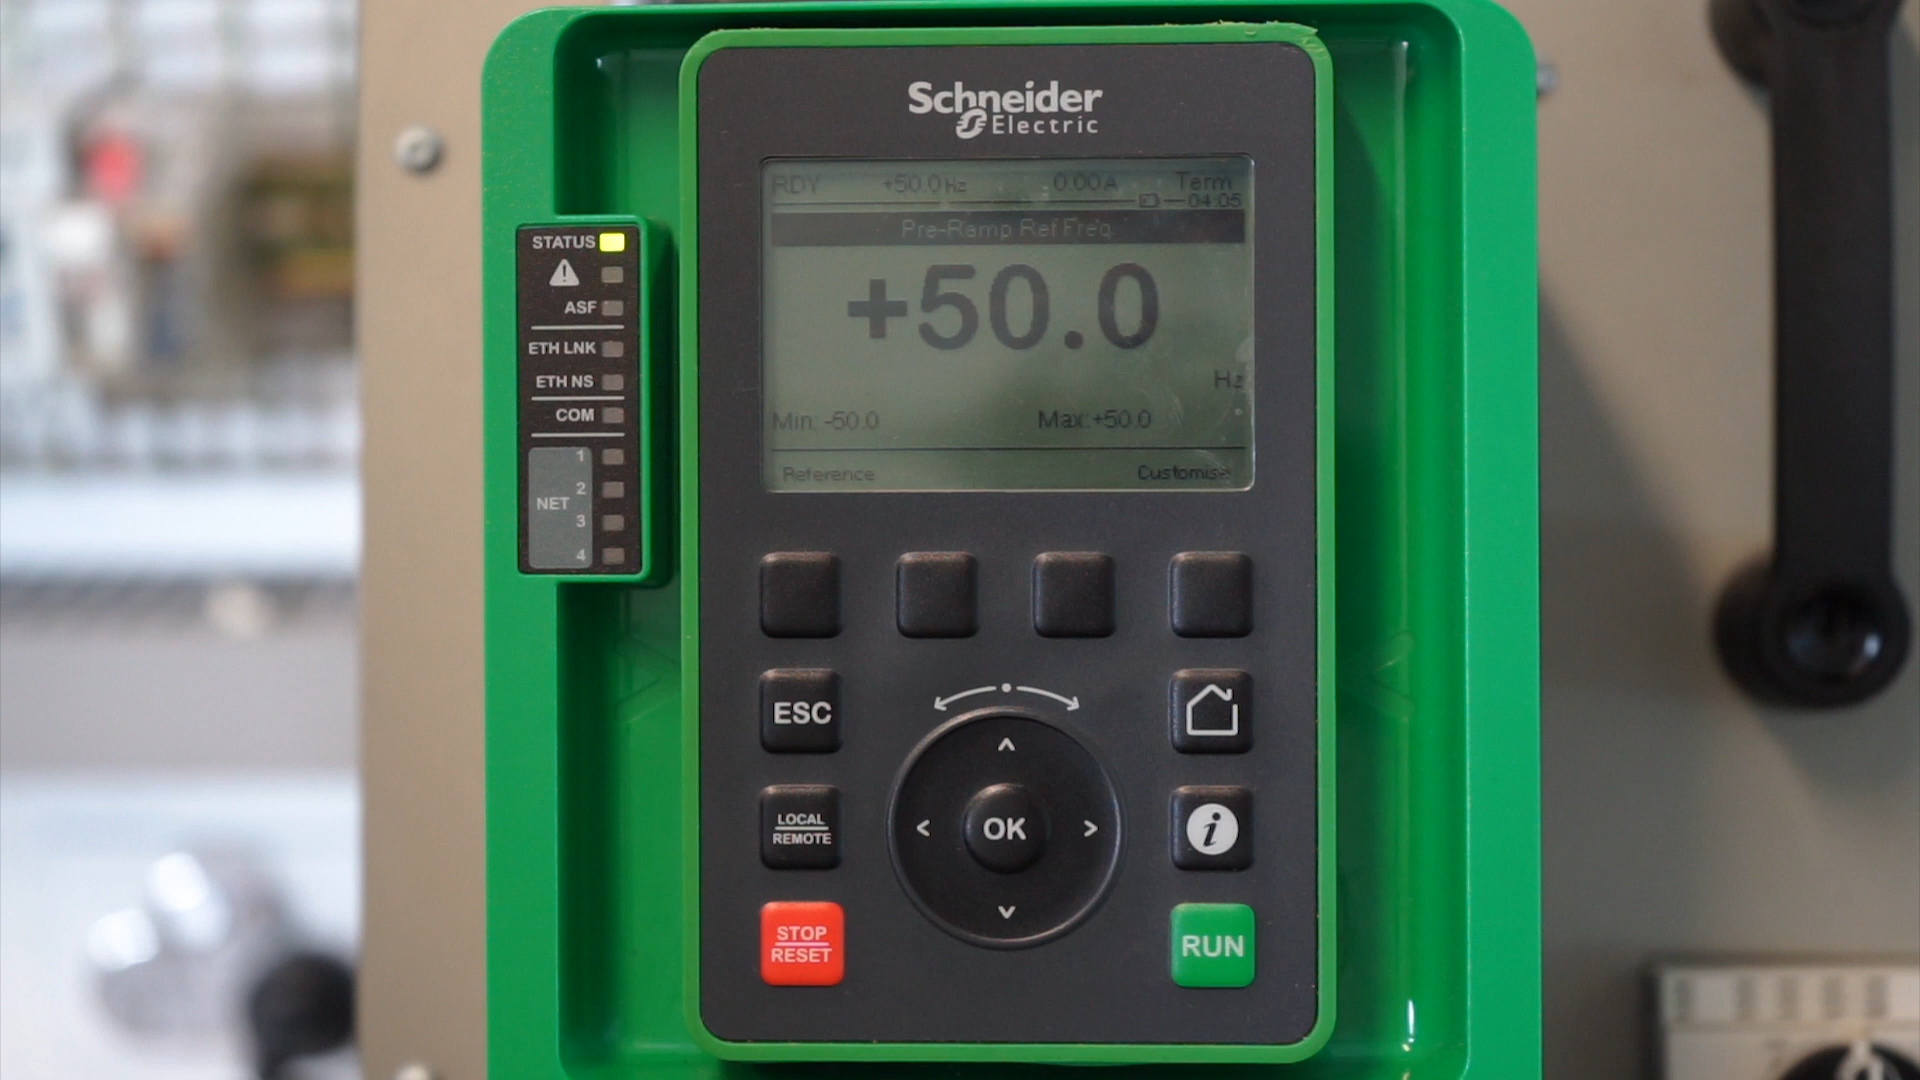 Schneider
Electric
RDY +50.0Hz 0.00A Term
04:05
Pre-Ramp Ref Freq.
+50.0
Hz
Min: -50.0 Max:+50.0
Reference Customise
STATUS
ASF
ETH LNK
ETH NS
COM
1
2
NET
3
4
ESC
LOCAL
REMOTE
OK
i
STOP
RESET
RUN